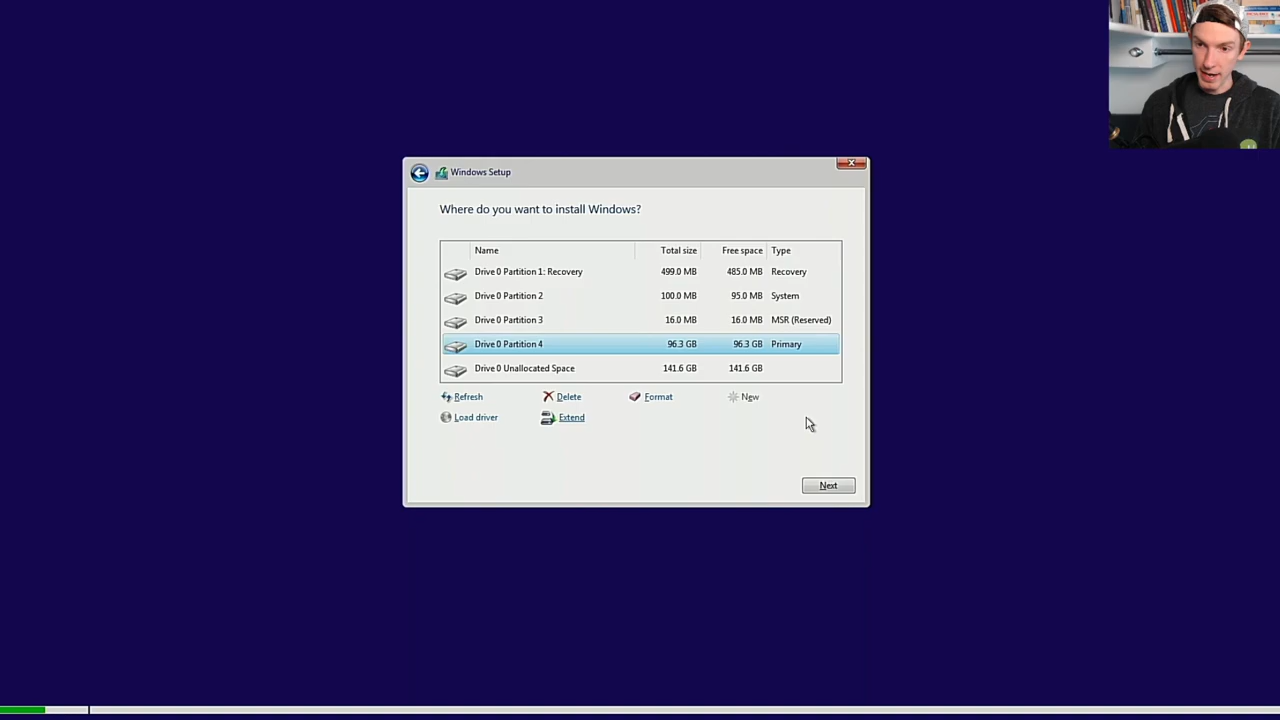 Windows Setup
Where do you want to install Windows?
Name Total size Free space Type
Drive 0 Partition 1: Recovery 499.0 MB 485.0 MB Recovery
Drive 0 Partition 2 100.0 MB 95.0 MB System
Drive 0 Partition 3 16.0 MB 16.0 MB MSR (Reserved)
Drive 0 Partition 4 96.3 GB 96.3 GB Primary
Drive 0 Unallocated Space 141.6 GB 141.6 GB
Refresh Delete Format New
Load driver Extend
Next